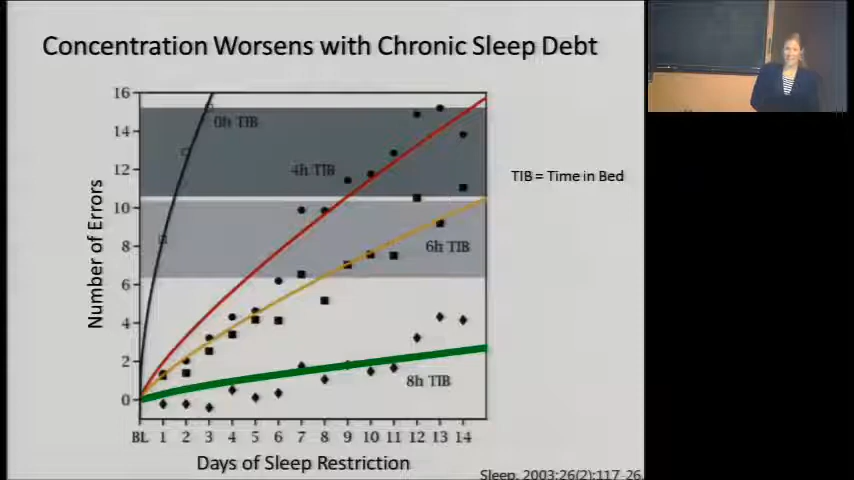 Concentration Worsens with Chronic Sleep Debt
16
14
12
10
8
6
4
2
0
Number of Errors
0h TIB
4h TIB
6h TIB
8h TIB
TIB = Time in Bed
BL 1 2 3 4 5 6 7 8 9 10 11 12 13 14
Days of Sleep Restriction
Sleep, 2003;26(2):117-26